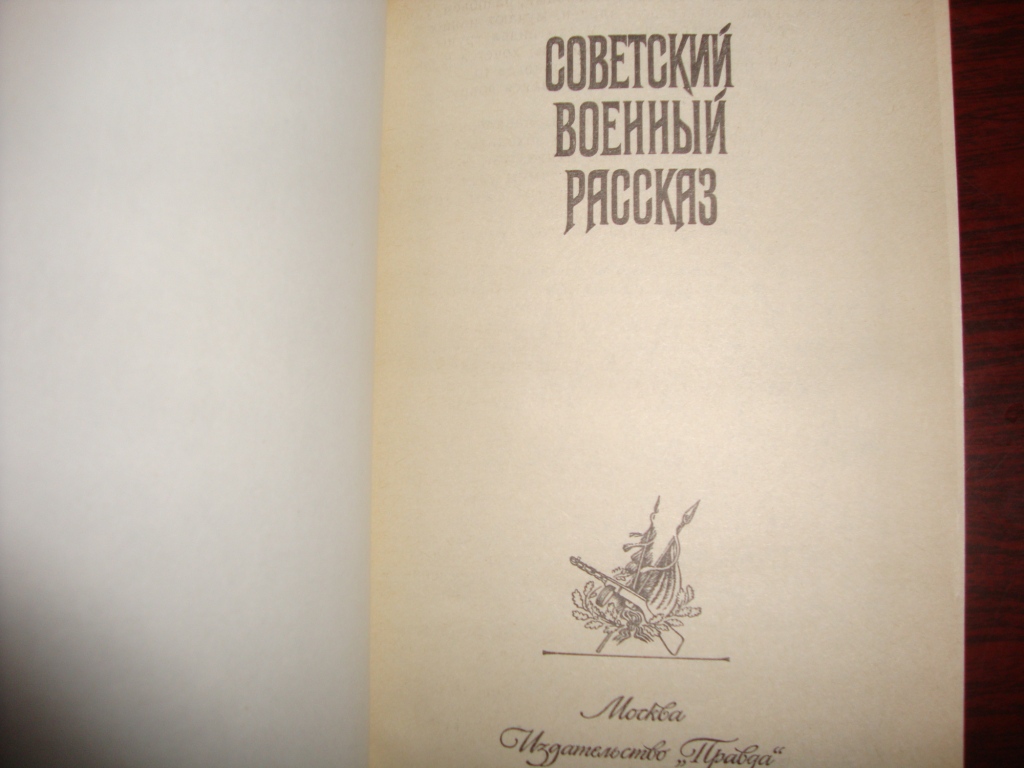 СОВЕТСКИЙ
ВОЕННЫЙ
РАССКАЗ
Москва
Издательство „Правда“